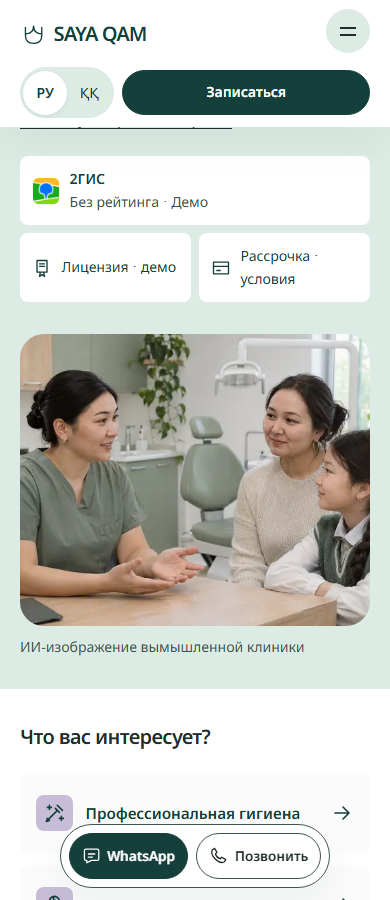 SAYA QAM
РУ ҚҚ Записаться
2ГИС
Без рейтинга · Демо
Лицензия · демо
Рассрочка ·
условия
ИИ-изображение вымышленной клиники
Что вас интересует?
Профессиональная гигиена
WhatsApp
Позвонить